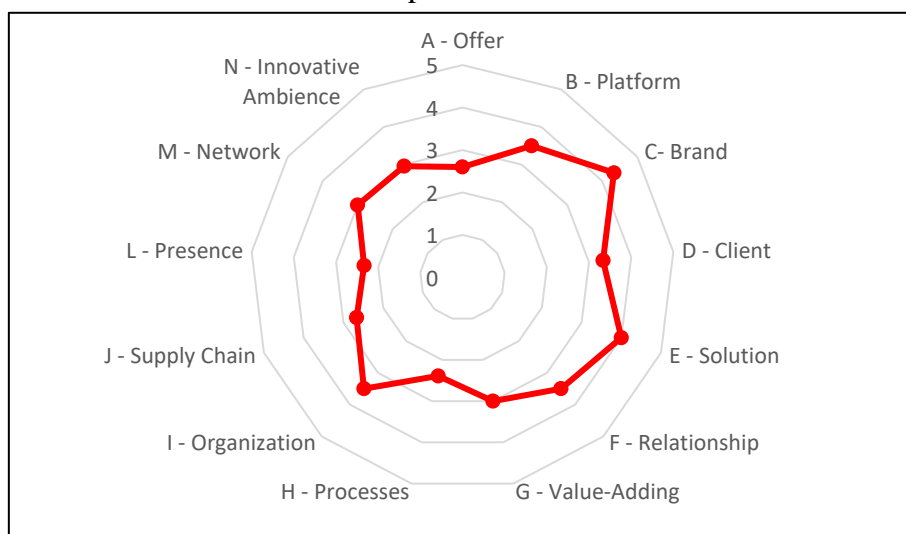 A - Offer
N - Innovative
Ambience
B - Platform
M - Network
C- Brand
L - Presence
D - Client
J - Supply Chain
E - Solution
I - Organization
F - Relationship
H - Processes
G - Value-Adding
5
4
3
2
1
0